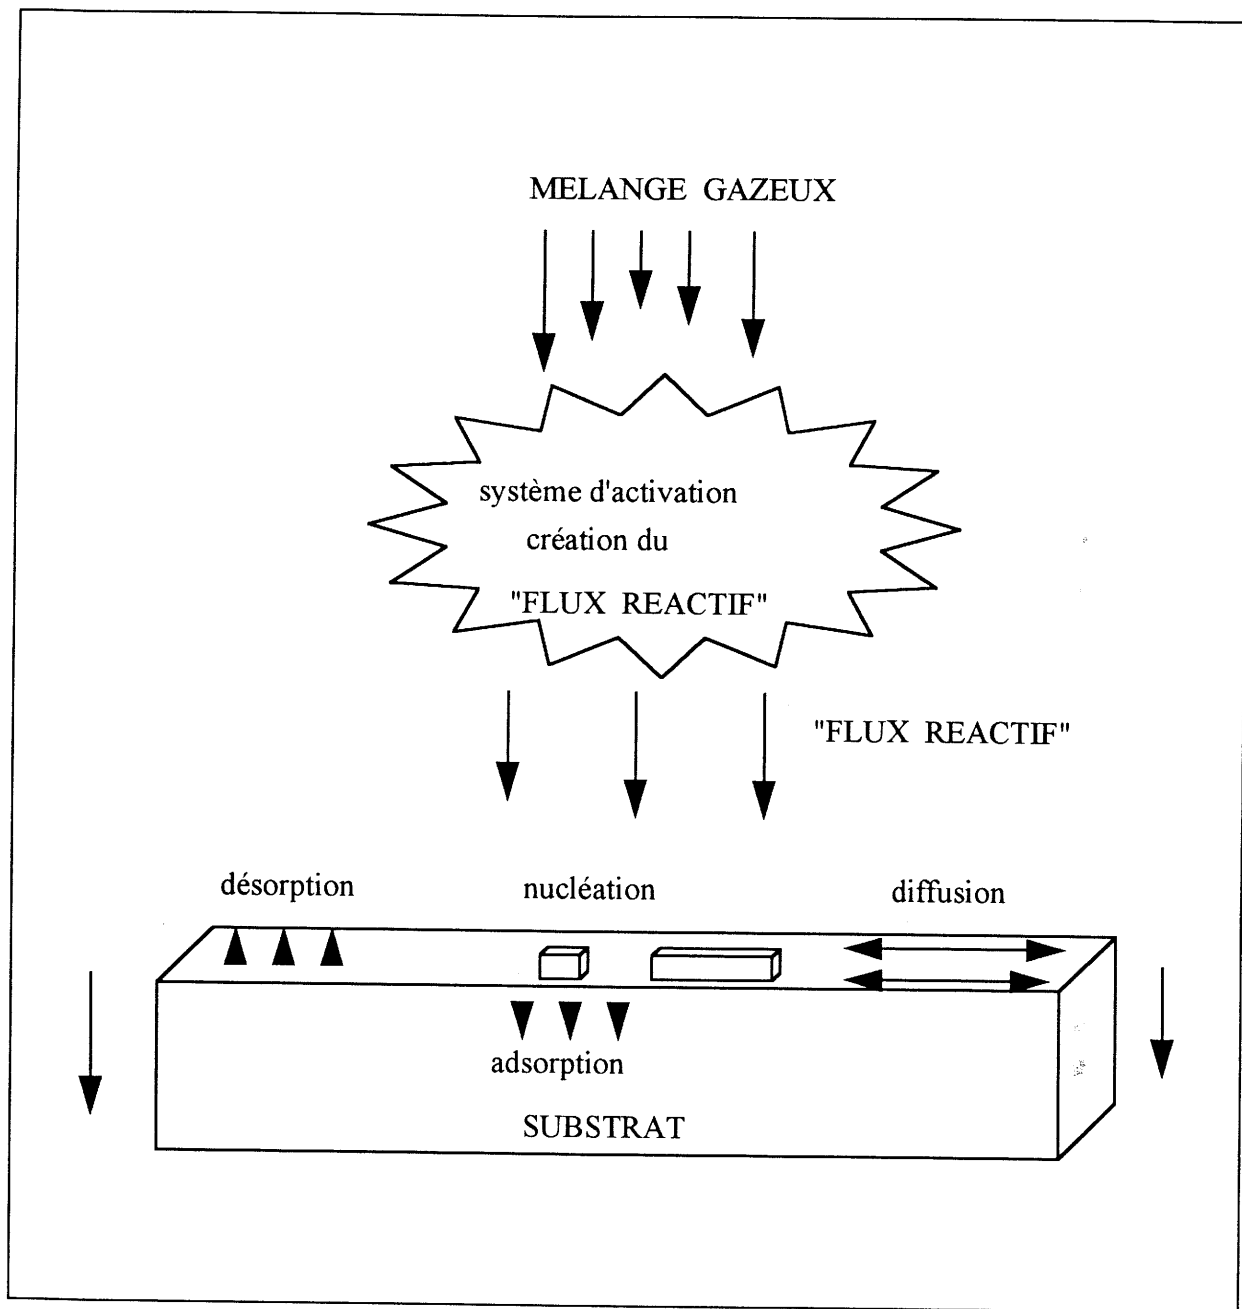 MELANGE GAZEUX
système d'activation
création du
"FLUX REACTIF"
"FLUX REACTIF"
désorption
nucléation
diffusion
adsorption
SUBSTRAT